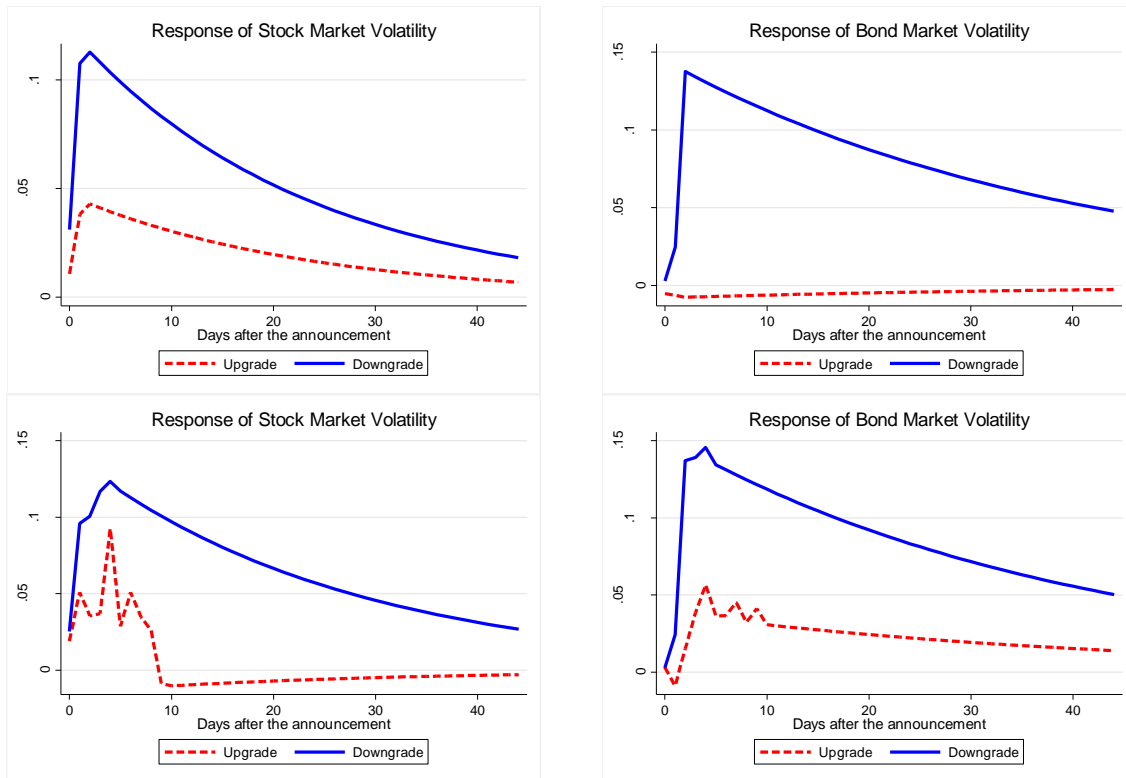 Response of Stock Market Volatility
.1
.05
0
0 10 20 30 40
Days after the announcement
Upgrade Downgrade
Response of Bond Market Volatility
.15
.1
.05
0
0 10 20 30 40
Days after the announcement
Upgrade Downgrade
Response of Stock Market Volatility
.15
.1
.05
0
0 10 20 30 40
Days after the announcement
Upgrade Downgrade
Response of Bond Market Volatility
.15
.1
.05
0
0 10 20 30 40
Days after the announcement
Upgrade Downgrade